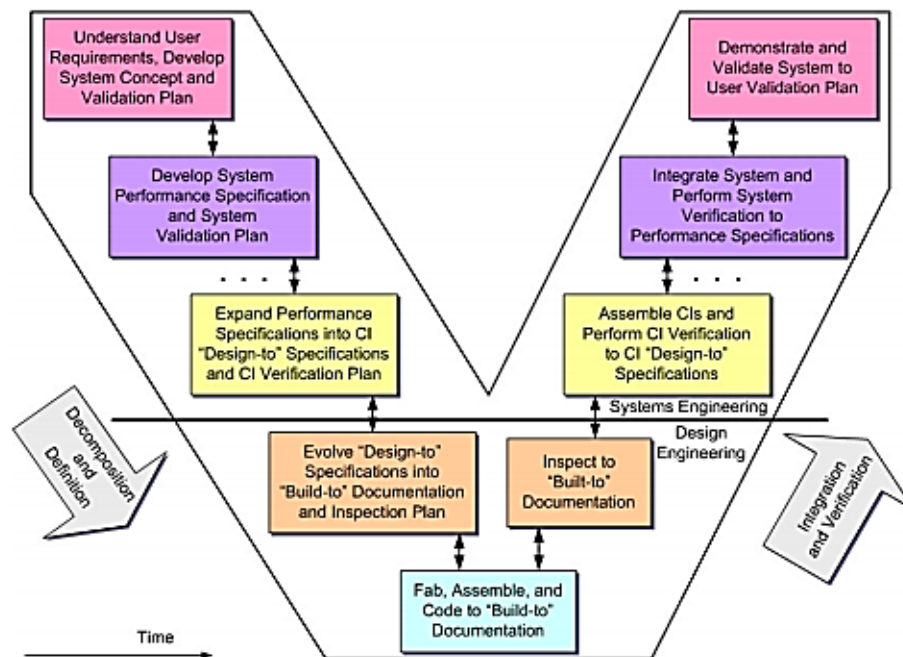 Understand User
Requirements, Develop
System Concept and
Validation Plan
Demonstrate and
Validate System to
User Validation Plan
Develop System
Performance Specification
and System
Validation Plan
Integrate System and
Perform System
Verification to
Performance Specifications
. . .
. . .
Expand Performance
Specifications into CI
“Design-to” Specifications
and CI Verification Plan
Assemble CIs and
Perform CI Verification
to CI “Design-to”
Specifications
Systems Engineering
Design
Engineering
Decomposition
and
Definition
Evolve “Design-to”
Specifications into
“Build-to” Documentation
and Inspection Plan
Inspect to
“Built-to”
Documentation
Integration
and Verification
Fab, Assemble, and
Code to “Build-to”
Documentation
Time